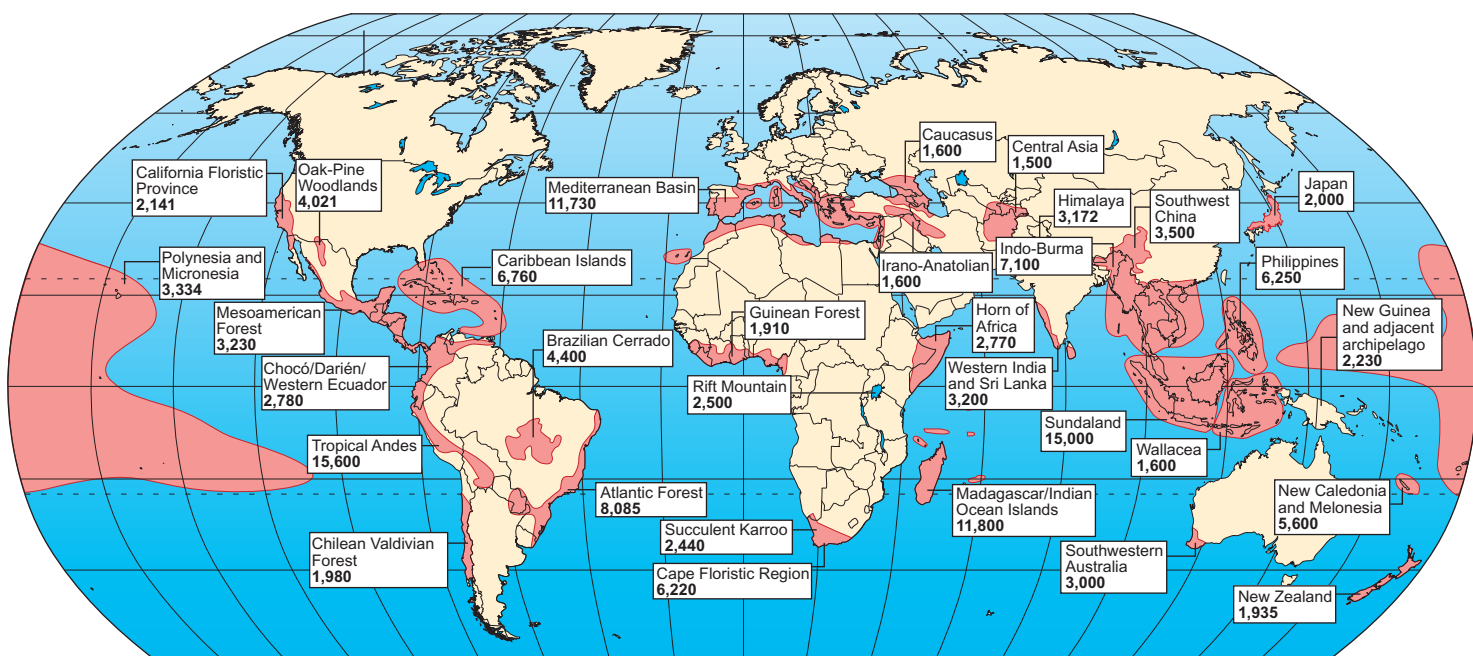 California Floristic
Province
2,141
Oak-Pine
Woodlands
4,021
Mediterranean Basin
11,730
Caucasus
1,600
Central Asia
1,500
Himalaya
3,172
Southwest
China
3,500
Japan
2,000
Polynesia and
Micronesia
3,334
Caribbean Islands
6,760
Irano-Anatolian
1,600
Indo-Burma
7,100
Philippines
6,250
Mesoamerican
Forest
3,230
Brazilian Cerrado
4,400
Guinean Forest
1,910
Horn of
Africa
2,770
New Guinea
and adjacent
archipelago
2,230
Chocó/Darién/
Western Ecuador
2,780
Rift Mountain
2,500
Western India
and Sri Lanka
3,200
Sundaland
15,000
Tropical Andes
15,600
Wallacea
1,600
Atlantic Forest
8,085
Madagascar/Indian
Ocean Islands
11,800
New Caledonia
and Melonesia
5,600
Chilean Valdivian
Forest
1,980
Succulent Karroo
2,440
Cape Floristic Region
6,220
Southwestern
Australia
3,000
New Zealand
1,935